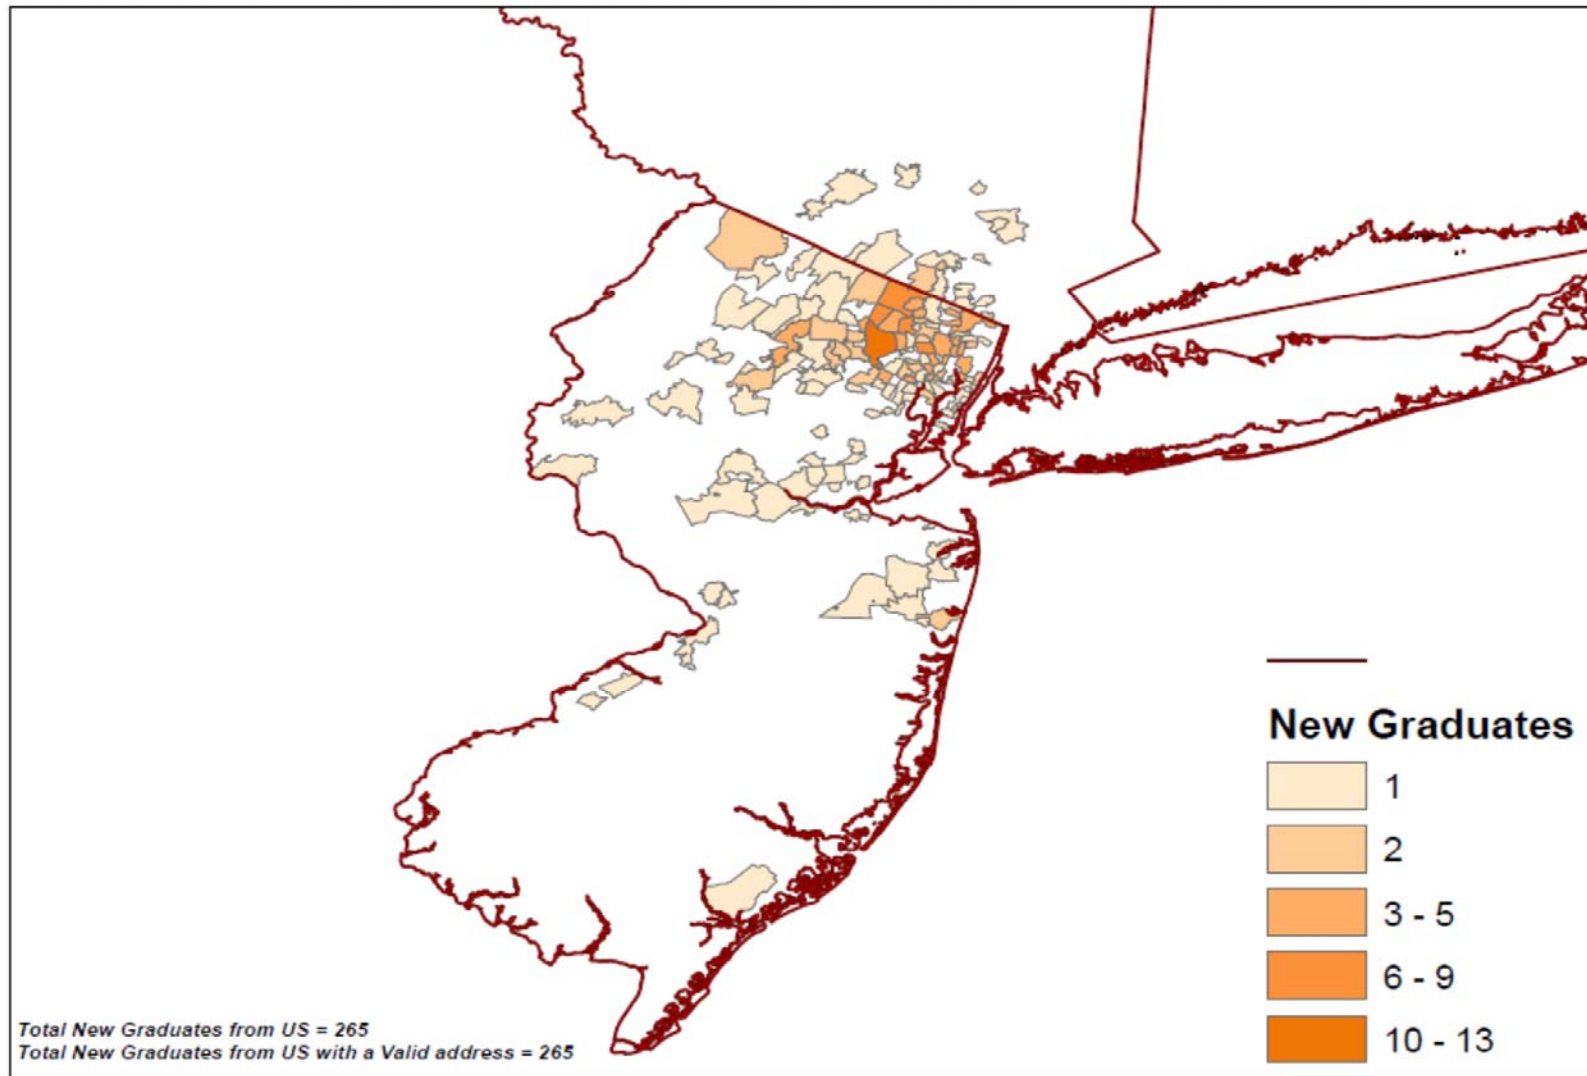 New Graduates
1
2
3 - 5
6 - 9
10 - 13
Total New Graduates from US = 265
Total New Graduates from US with a Valid address = 265